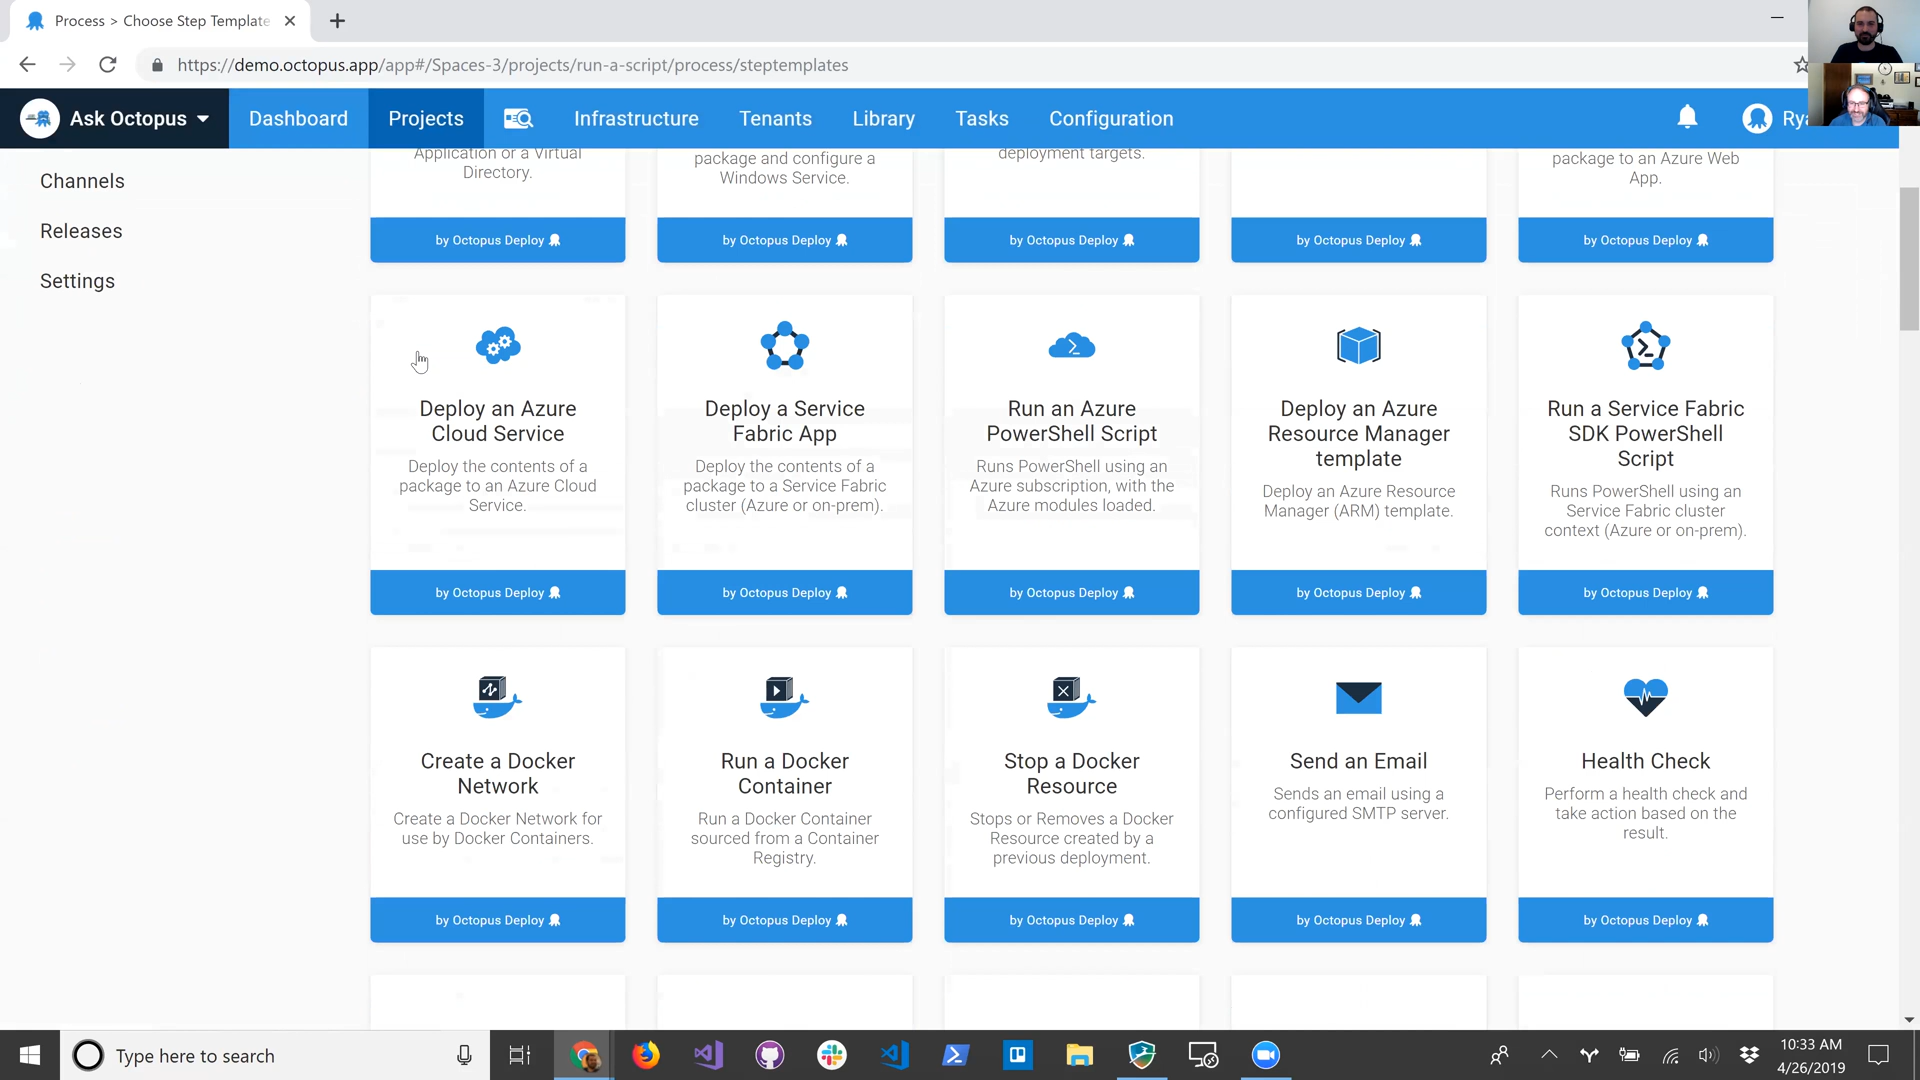 Process > Choose Step Template
https://demo.octopus.app/app#/Spaces-3/projects/run-a-script/process/steptemplates
Ask Octopus
Dashboard
Projects
Infrastructure
Tenants
Library
Tasks
Configuration
Channels
Releases
Settings
Application or a Virtual
Directory.
by Octopus Deploy
package and configure a
Windows Service.
by Octopus Deploy
deployment targets.
by Octopus Deploy
by Octopus Deploy
package to an Azure Web
App.
by Octopus Deploy
Deploy an Azure
Cloud Service
Deploy the contents of a
package to an Azure Cloud
Service.
by Octopus Deploy
Deploy a Service
Fabric App
Deploy the contents of a
package to a Service Fabric
cluster (Azure or on-prem).
by Octopus Deploy
Run an Azure
PowerShell Script
Runs PowerShell using an
Azure subscription, with the
Azure modules loaded.
by Octopus Deploy
Deploy an Azure
Resource Manager
template
Deploy an Azure Resource
Manager (ARM) template.
by Octopus Deploy
Run a Service Fabric
SDK PowerShell
Script
Runs PowerShell using an
Service Fabric cluster
context (Azure or on-prem).
by Octopus Deploy
Create a Docker
Network
Create a Docker Network for
use by Docker Containers.
by Octopus Deploy
Run a Docker
Container
Run a Docker Container
sourced from a Container
Registry.
by Octopus Deploy
Stop a Docker
Resource
Stops or Removes a Docker
Resource created by a
previous deployment.
by Octopus Deploy
Send an Email
Sends an email using a
configured SMTP server.
by Octopus Deploy
Health Check
Perform a health check and
take action based on the
result.
by Octopus Deploy
Type here to search
10:33 AM
4/26/2019